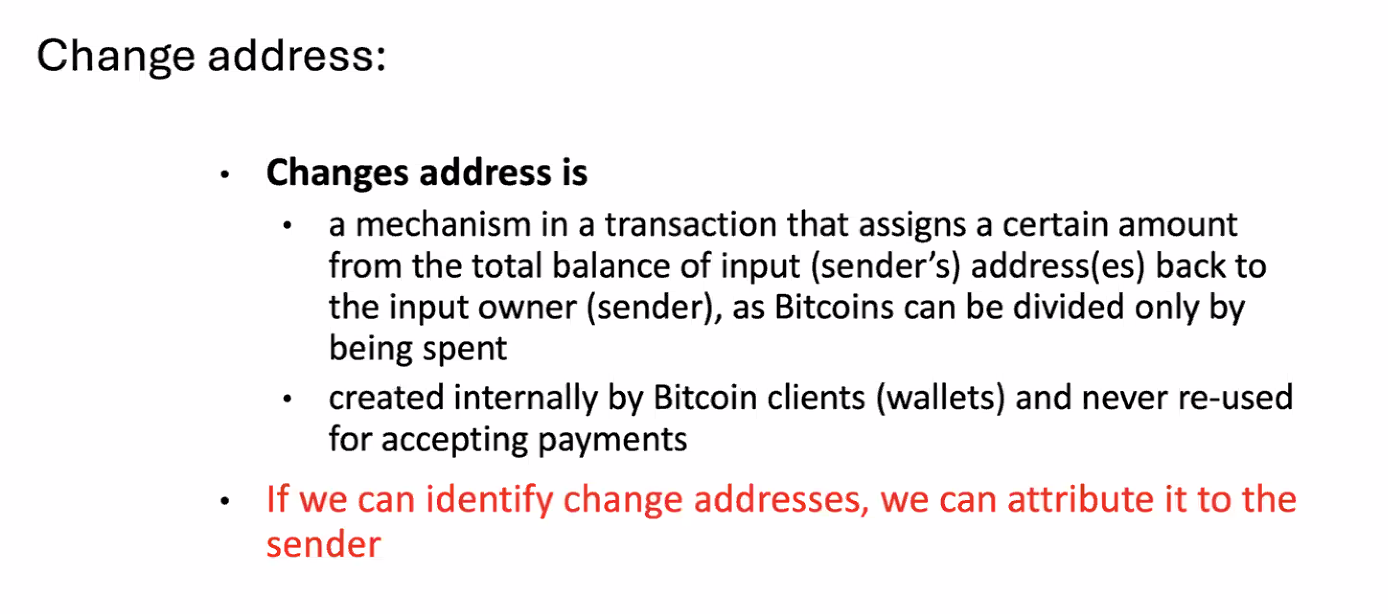 Change address:
• Changes address is
• a mechanism in a transaction that assigns a certain amount
from the total balance of input (sender’s) address(es) back to
the input owner (sender), as Bitcoins can be divided only by
being spent
• created internally by Bitcoin clients (wallets) and never re-used
for accepting payments
• If we can identify change addresses, we can attribute it to the
sender